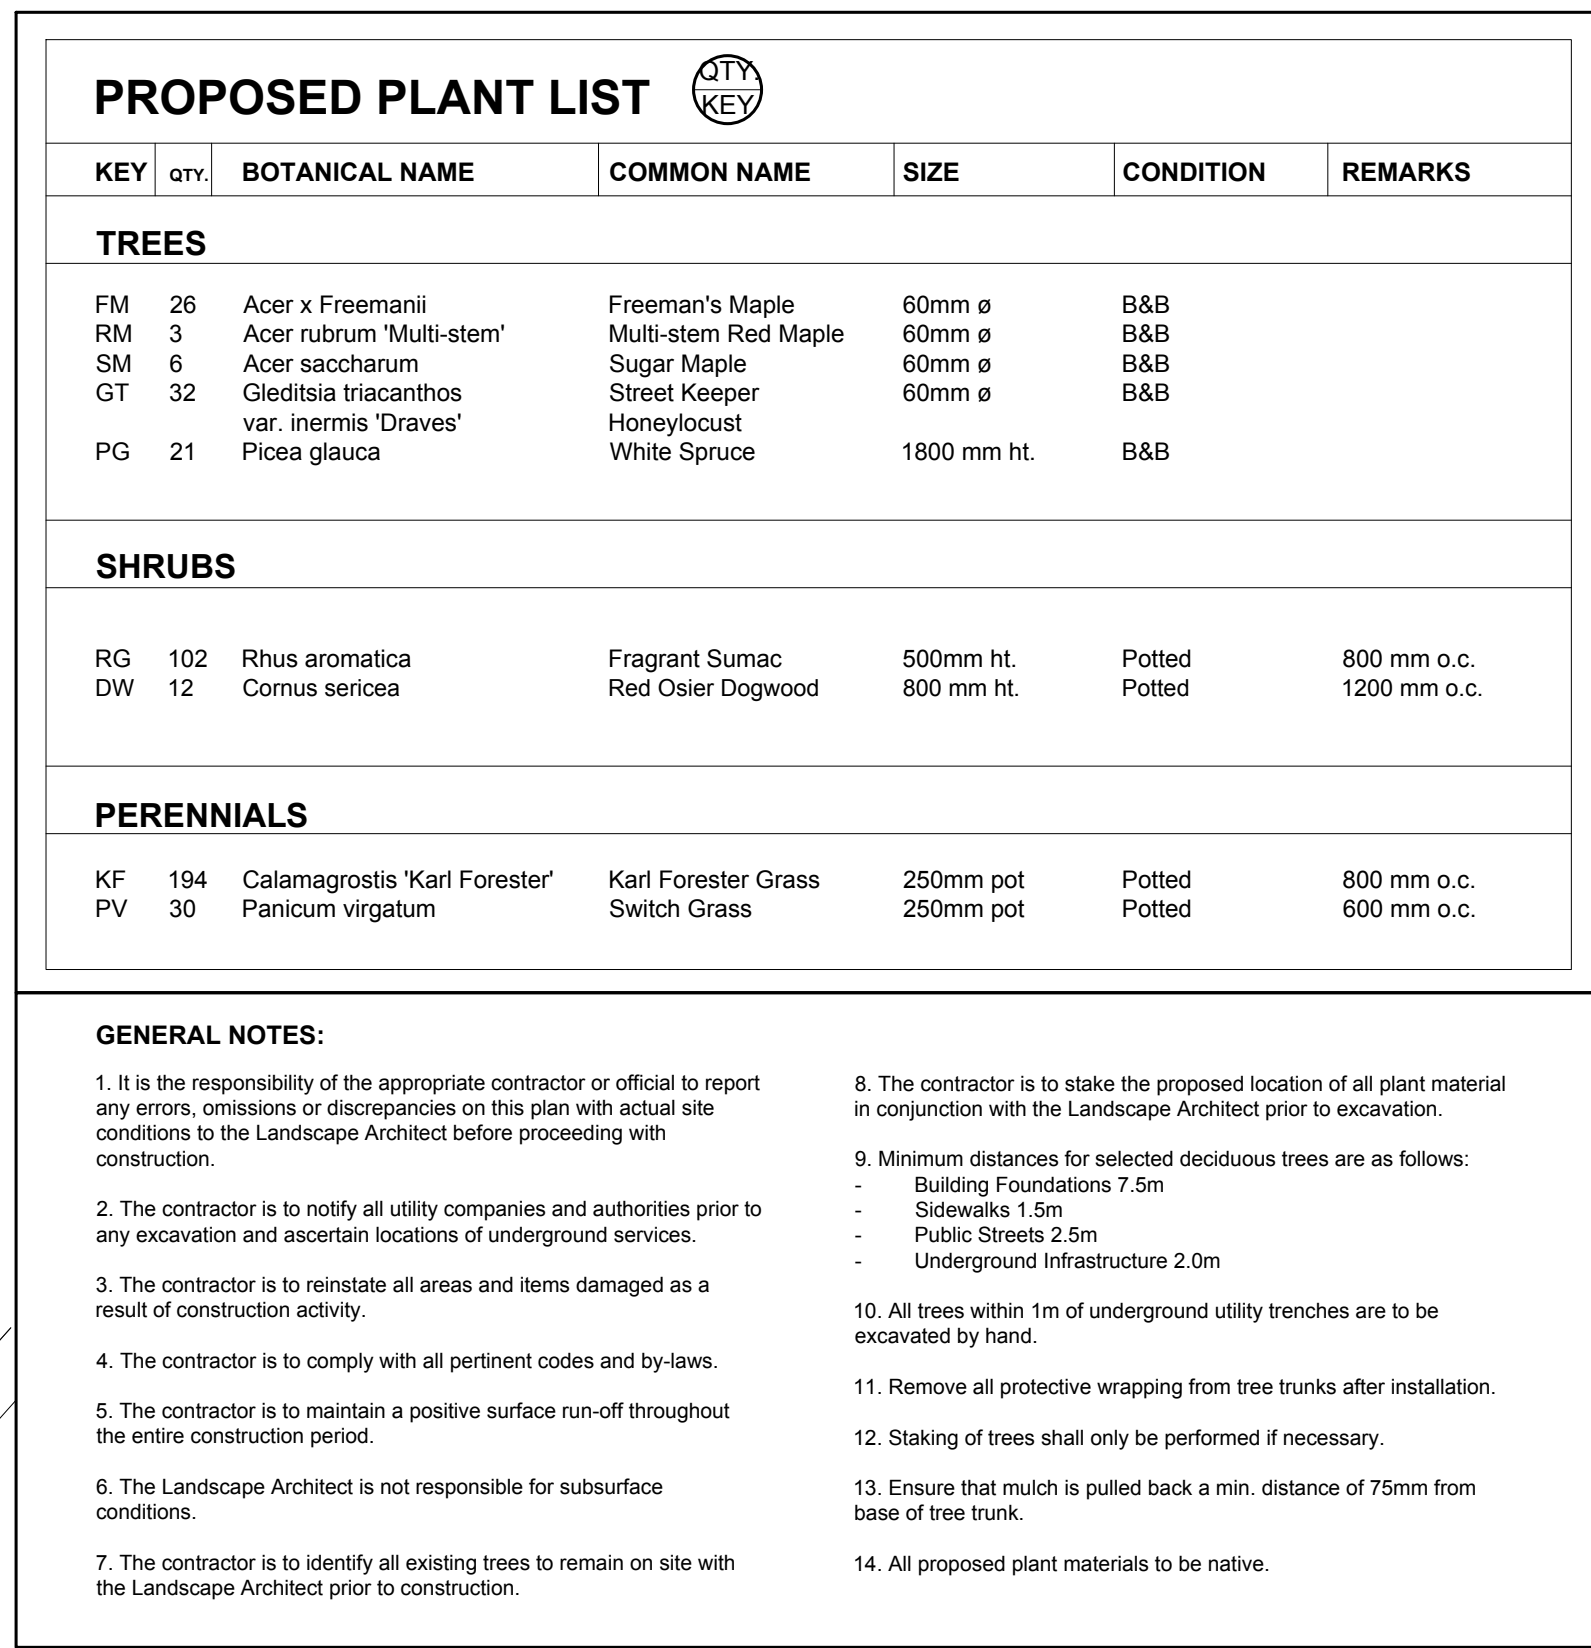 PROPOSED PLANT LIST
QTY.
KEY
KEY QTY. BOTANICAL NAME COMMON NAME SIZE CONDITION REMARKS
TREES
FM 26 Acer x Freemanii Freeman's Maple 60mm ø B&B
RM 3 Acer rubrum 'Multi-stem' Multi-stem Red Maple 60mm ø B&B
SM 6 Acer saccharum Sugar Maple 60mm ø B&B
GT 32 Gleditsia triacanthos Street Keeper 60mm ø B&B
var. inermis 'Draves' Honeylocust
PG 21 Picea glauca White Spruce 1800 mm ht. B&B
SHRUBS
RG 102 Rhus aromatica Fragrant Sumac 500mm ht. Potted 800 mm o.c.
DW 12 Cornus sericea Red Osier Dogwood 800 mm ht. Potted 1200 mm o.c.
PERENNIALS
KF 194 Calamagrostis 'Karl Forester' Karl Forester Grass 250mm pot Potted 800 mm o.c.
PV 30 Panicum virgatum Switch Grass 250mm pot Potted 600 mm o.c.
GENERAL NOTES:
1. It is the responsibility of the appropriate contractor or official to report
any errors, omissions or discrepancies on this plan with actual site
conditions to the Landscape Architect before proceeding with
construction.
2. The contractor is to notify all utility companies and authorities prior to
any excavation and ascertain locations of underground services.
3. The contractor is to reinstate all areas and items damaged as a
result of construction activity.
4. The contractor is to comply with all pertinent codes and by-laws.
5. The contractor is to maintain a positive surface run-off throughout
the entire construction period.
6. The Landscape Architect is not responsible for subsurface
conditions.
7. The contractor is to identify all existing trees to remain on site with
the Landscape Architect prior to construction.
8. The contractor is to stake the proposed location of all plant material
in conjunction with the Landscape Architect prior to excavation.
9. Minimum distances for selected deciduous trees are as follows:
- Building Foundations 7.5m
- Sidewalks 1.5m
- Public Streets 2.5m
- Underground Infrastructure 2.0m
10. All trees within 1m of underground utility trenches are to be
excavated by hand.
11. Remove all protective wrapping from tree trunks after installation.
12. Staking of trees shall only be performed if necessary.
13. Ensure that mulch is pulled back a min. distance of 75mm from
base of tree trunk.
14. All proposed plant materials to be native.